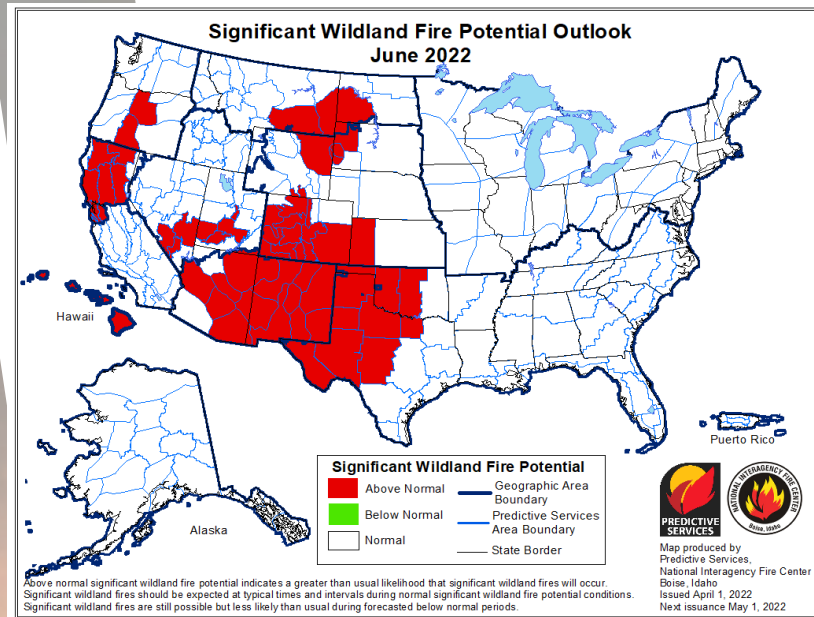 Significant Wildland Fire Potential Outlook
June 2022
Hawaii
Alaska
Puerto Rico
Significant Wildland Fire Potential
Above Normal
Below Normal
Normal
Geographic Area
Boundary
Predictive Services
Area Boundary
State Border
PREDICTIVE
SERVICES
NATIONAL INTERAGENCY FIRE CENTER
Boise, Idaho
Map produced by
Predictive Services,
National Interagency Fire Center
Boise, Idaho
Issued April 1, 2022
Next issuance May 1, 2022
Above normal significant wildland fire potential indicates a greater than usual likelihood that significant wildland fires will occur.
Significant wildland fires should be expected at typical times and intervals during normal significant wildland fire potential conditions.
Significant wildland fires are still possible but less likely than usual during forecasted below normal periods.